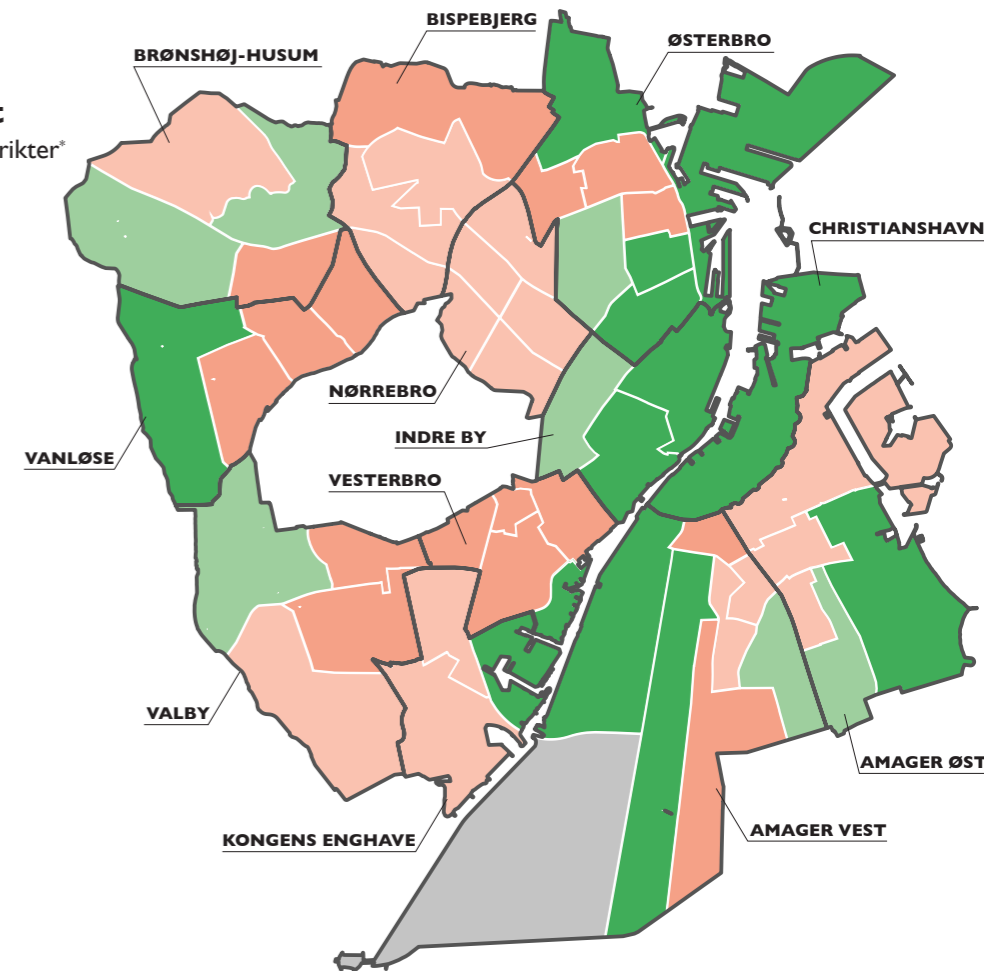 BISPEBJERG
ØSTERBRO
BRØNSHØJ-HUSUM
rikter*
CHRISTIANSHAVN
NØRREBRO
INDRE BY
VANLØSE
VESTERBRO
VALBY
AMAGER ØST
AMAGER VEST
KONGENS ENGHAVE